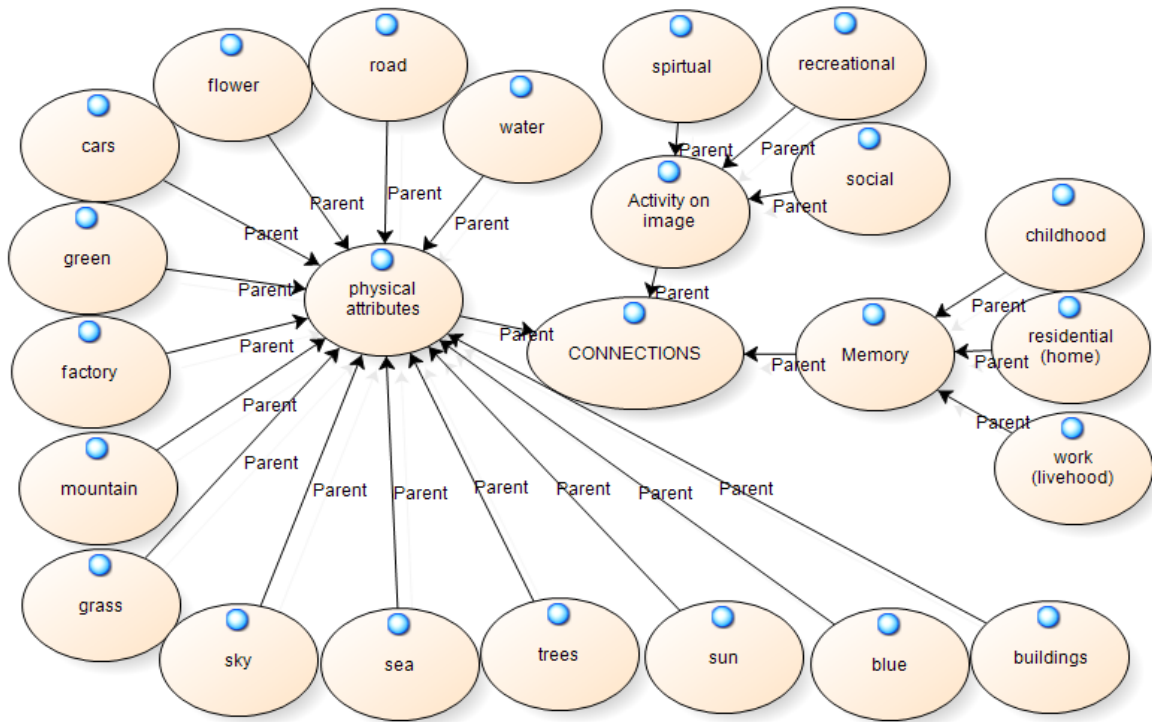 road
recreational
spirtual
flower
water
cars
Parent
Parent
social
Activity on
image
Parent
Parent
Parent
Parent
childhood
green
Parent
physical
attributes
Parent
Parent
Parent
CONNECTIONS
Parent
Memory
Parent
residential
(home)
Parent
factory
Parent
Parent
Parent
work
(livehood)
mountain
Parent
Parent
Parent
Parent
Parent
Parent
Parent
grass
sky
sea
trees
sun
blue
buildings